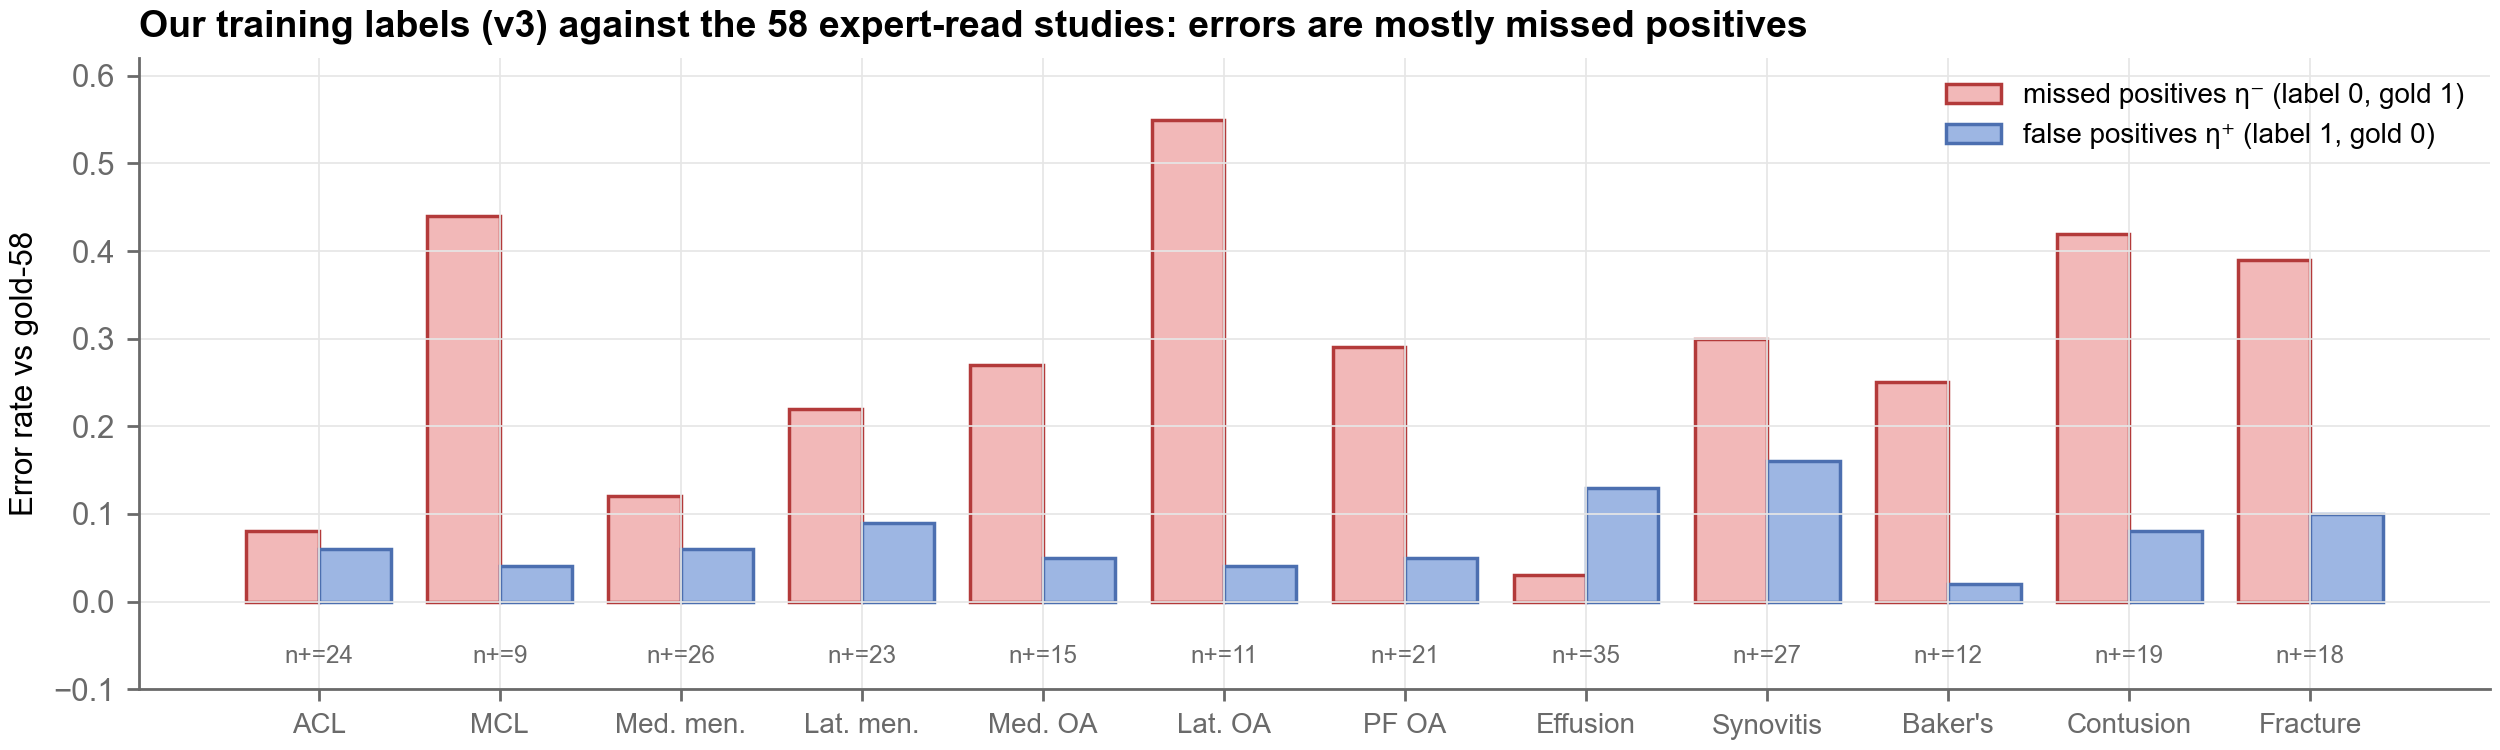 Our training labels (v3) against the 58 expert-read studies: errors are mostly missed positives
missed positives η⁻ (label 0, gold 1)
false positives η⁺ (label 1, gold 0)
Error rate vs gold-58
0.6
0.5
0.4
0.3
0.2
0.1
0.0
−0.1
n+=24 n+=9 n+=26 n+=23 n+=15 n+=11 n+=21 n+=35 n+=27 n+=12 n+=19 n+=18
ACL MCL Med. men. Lat. men. Med. OA Lat. OA PF OA Effusion Synovitis Baker's Contusion Fracture